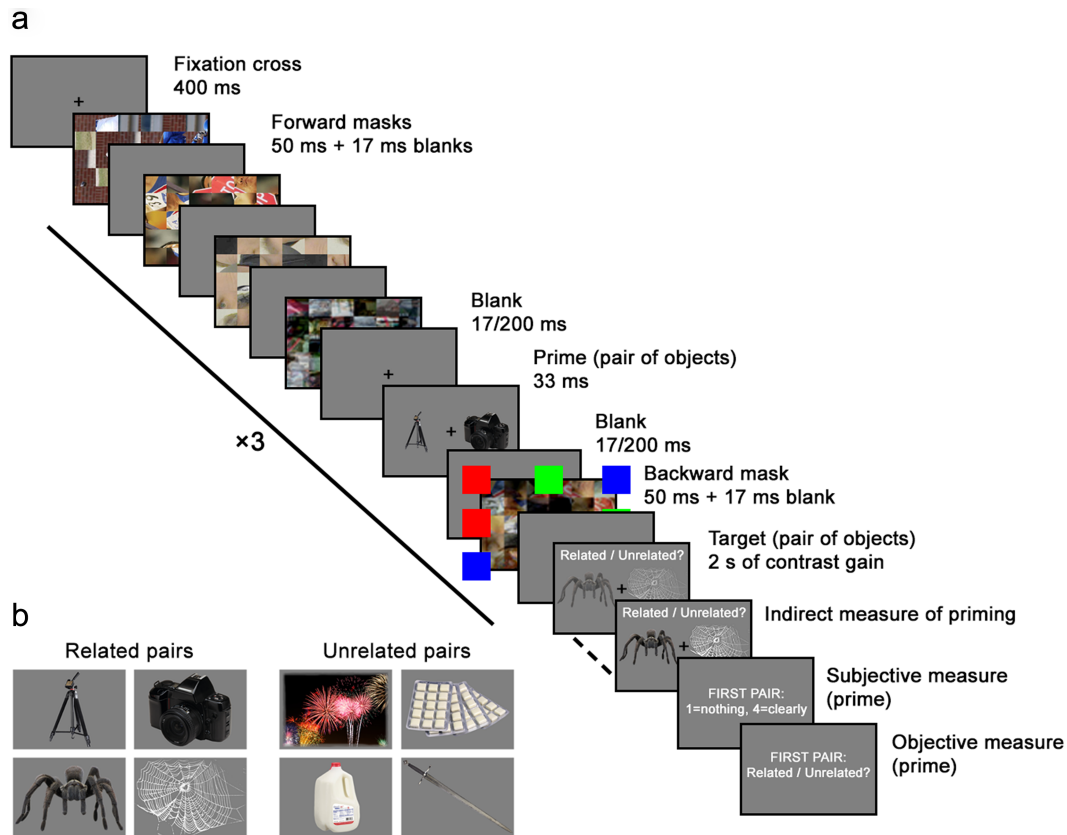 a
Fixation cross
400 ms
Forward masks
50 ms + 17 ms blanks
Blank
17/200 ms
Prime (pair of objects)
33 ms
×3
Blank
17/200 ms
Backward mask
50 ms + 17 ms blank
Target (pair of objects)
2 s of contrast gain
Related / Unrelated?
Related / Unrelated?
Indirect measure of priming
FIRST PAIR:
1=nothing, 4=clearly
Subjective measure
(prime)
FIRST PAIR:
Related / Unrelated?
Objective measure
(prime)
b
Related pairs
Unrelated pairs